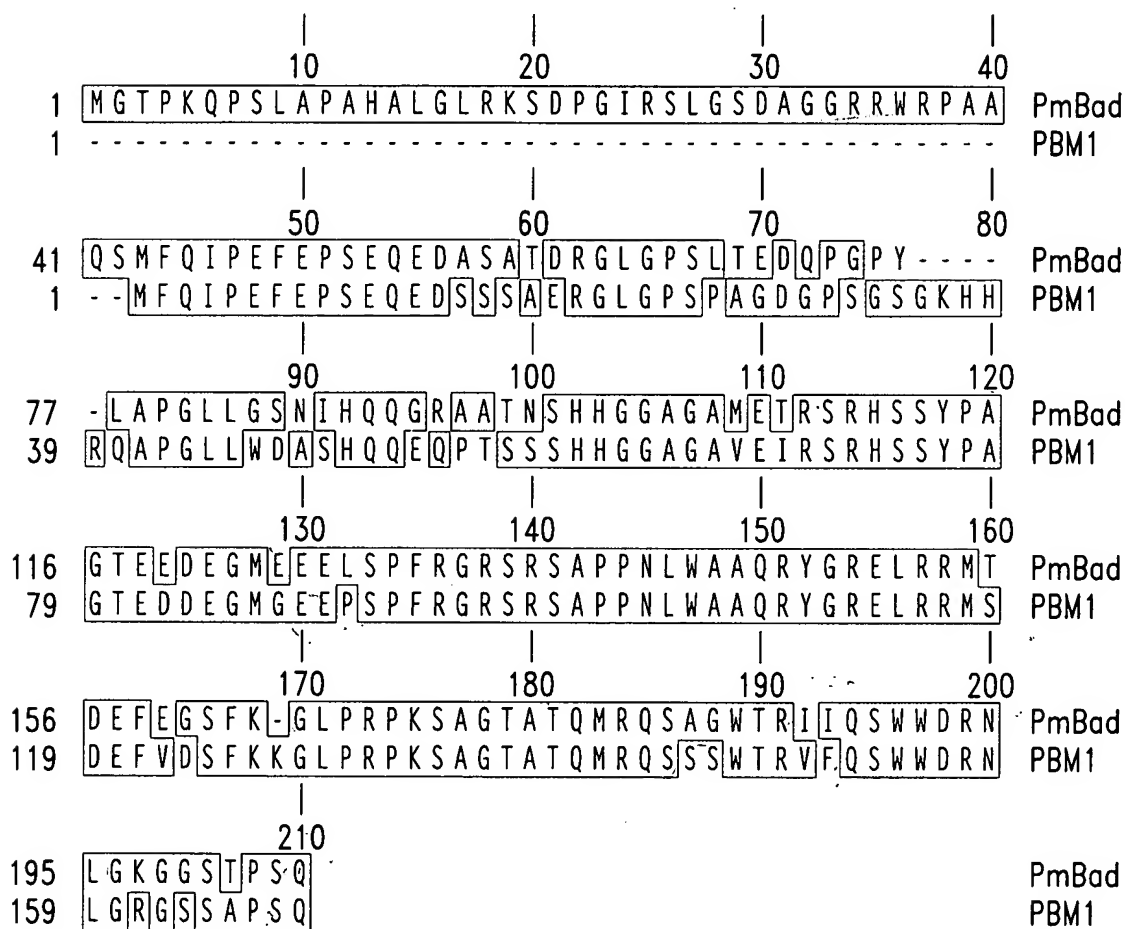 10 20 30 40
1 MGTPKQPSLAPAHALGLRKSDPGIRSLGSDAGGRRWRPAA PmBad
1 ---------------------------------------- PBM1
50 60 70 80
41 QSMFQIPEFEPSEQEDASATDRGLGPSLTEDQPGPY---- PmBad
1 --MFQIPEFEPSEQEDSSSAERGLGPSPAGDGPSGSGKHH PBM1
90 100 110 120
77 -LAPGLLGSNIHQQGRAATNSHHGGAGAMETRSRHSSYPA PmBad
39 RQAPGLLWDASHQQEQPTSSSHHGGAGAVEIRSRHSSYPA PBM1
130 140 150 160
116 GTEEDEGMEEELSPFRGRSRSAPPNLWAAQRYGRELRRMT PmBad
79 GTEDDEGMGEEPSPFRGRSRSAPPNLWAAQRYGRELRRMS PBM1
170 180 190 200
156 DEFEGSFK-GLPRPKSAGTATQMRQSAGWTRIIQSWWDRN PmBad
119 DEFVDSFKKGLPRPKSAGTATQMRQSSSWTRVFQSWWDRN PBM1
210
195 LGKGGSTPSQ PmBad
159 LGRGSSAPSQ PBM1